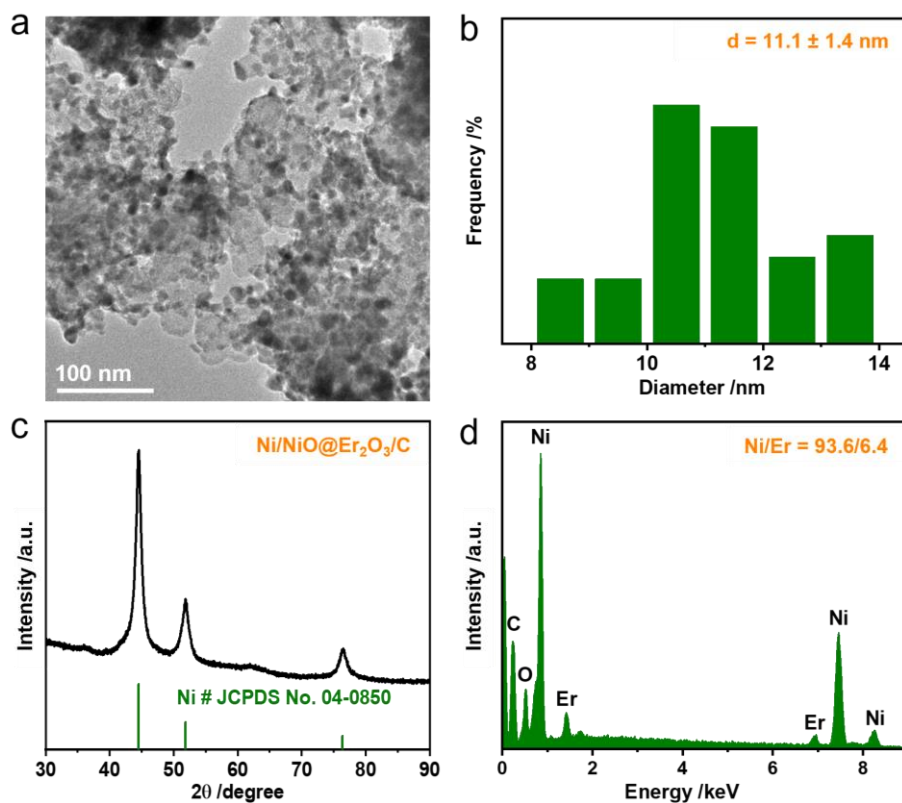 a
100 nm
b
d = 11.1 ± 1.4 nm
Frequency /%
8
10
12
14
Diameter /nm
c
Ni/NiO@Er₂O₃/C
Intensity /a.u.
Ni # JCPDS No. 04-0850
30
40
50
60
70
80
90
2θ /degree
d
Ni
Ni/Er = 93.6/6.4
Intensity /a.u.
C
O
Er
Ni
Er
Ni
0
2
4
6
8
Energy /keV